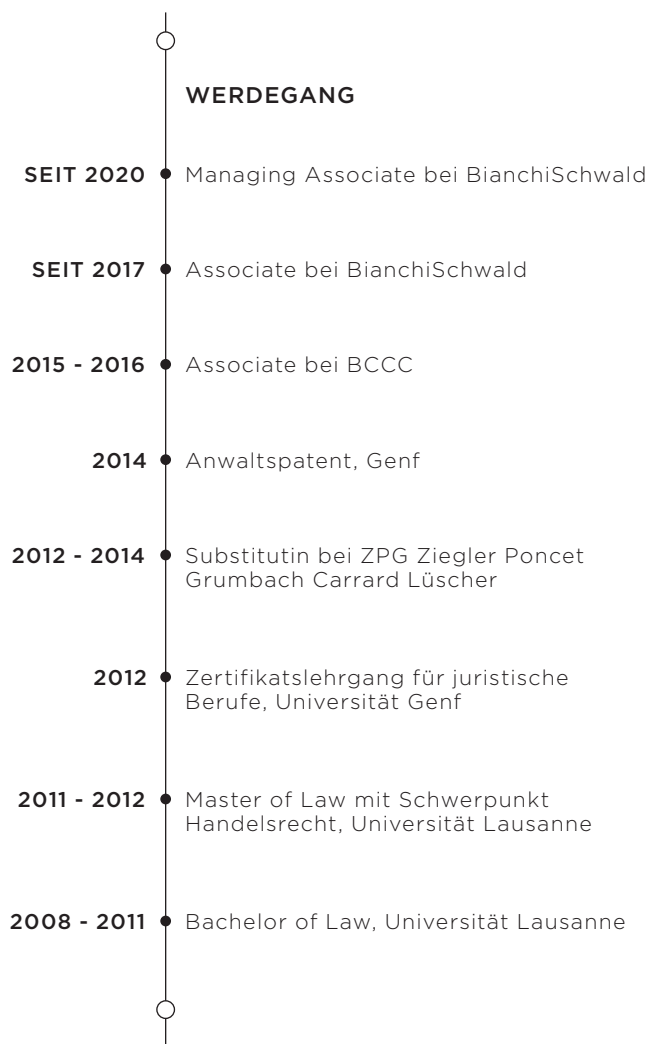 WERDEGANG
SEIT 2020 Managing Associate bei BianchiSchwald
SEIT 2017 Associate bei BianchiSchwald
2015 - 2016 Associate bei BCCC
2014 Anwaltspatent, Genf
2012 - 2014 Substitutin bei ZPG Ziegler Poncet
Grumbach Carrard Lüscher
2012 Zertifikatslehrgang für juristische
Berufe, Universität Genf
2011 - 2012 Master of Law mit Schwerpunkt
Handelsrecht, Universität Lausanne
2008 - 2011 Bachelor of Law, Universität Lausanne